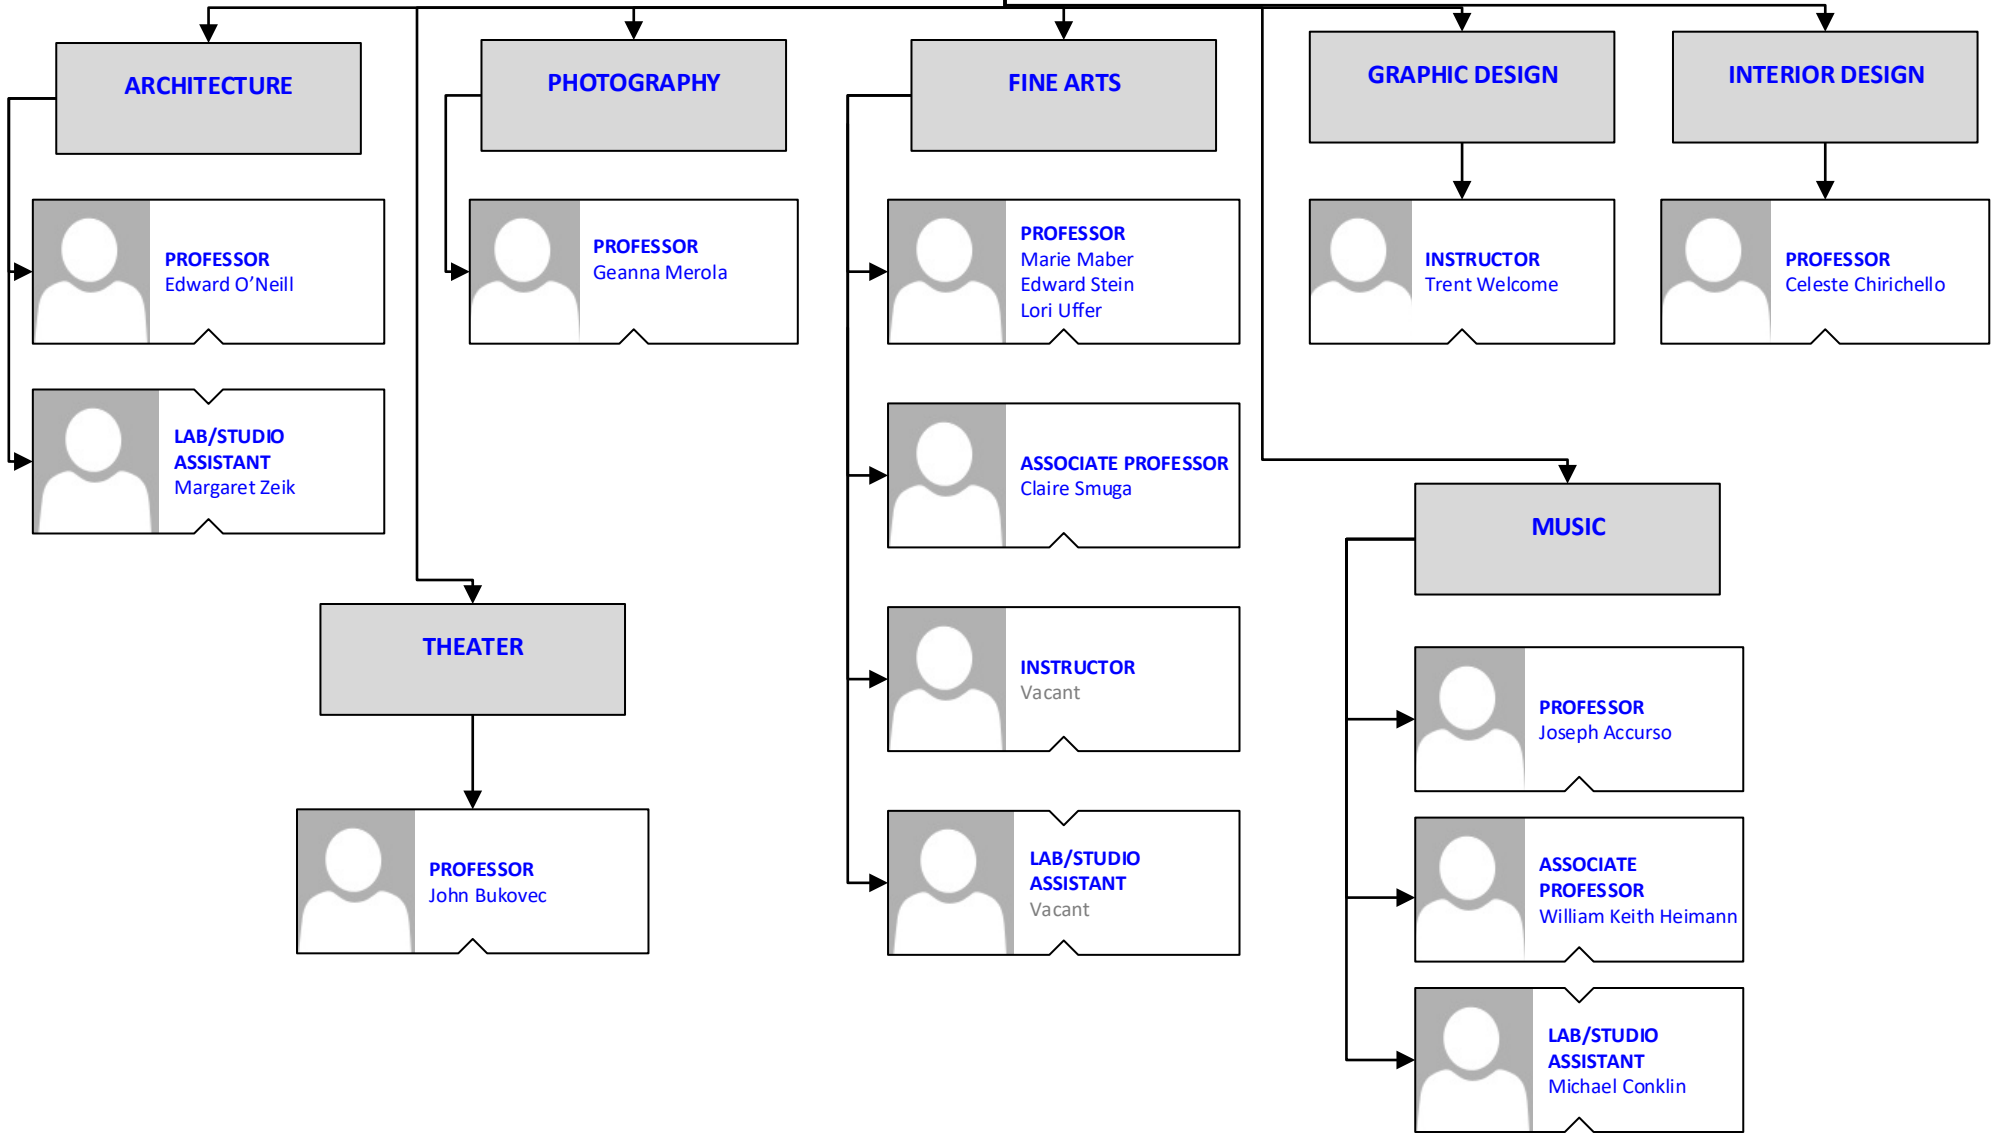 ARCHITECTURE
PHOTOGRAPHY
FINE ARTS
GRAPHIC DESIGN
INTERIOR DESIGN
PROFESSOR
Edward O’Neill
PROFESSOR
Geanna Merola
PROFESSOR
Marie Maber
Edward Stein
Lori Uffer
INSTRUCTOR
Trent Welcome
PROFESSOR
Celeste Chirichello
LAB/STUDIO
ASSISTANT
Margaret Zeik
ASSOCIATE PROFESSOR
Claire Smuga
MUSIC
THEATER
INSTRUCTOR
Vacant
PROFESSOR
Joseph Accurso
PROFESSOR
John Bukovec
LAB/STUDIO
ASSISTANT
Vacant
ASSOCIATE
PROFESSOR
William Keith Heimann
LAB/STUDIO
ASSISTANT
Michael Conklin